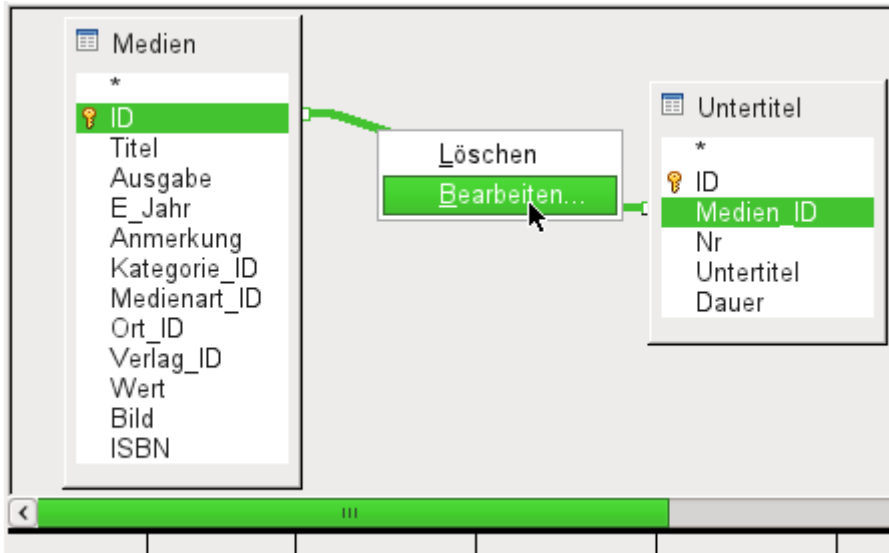 Medien
*
ID
Titel
Ausgabe
E_Jahr
Anmerkung
Kategorie_ID
Medienart_ID
Ort_ID
Verlag_ID
Wert
Bild
ISBN
Löschen
Bearbeiten...
Untertitel
*
ID
Medien_ID
Nr
Untertitel
Dauer